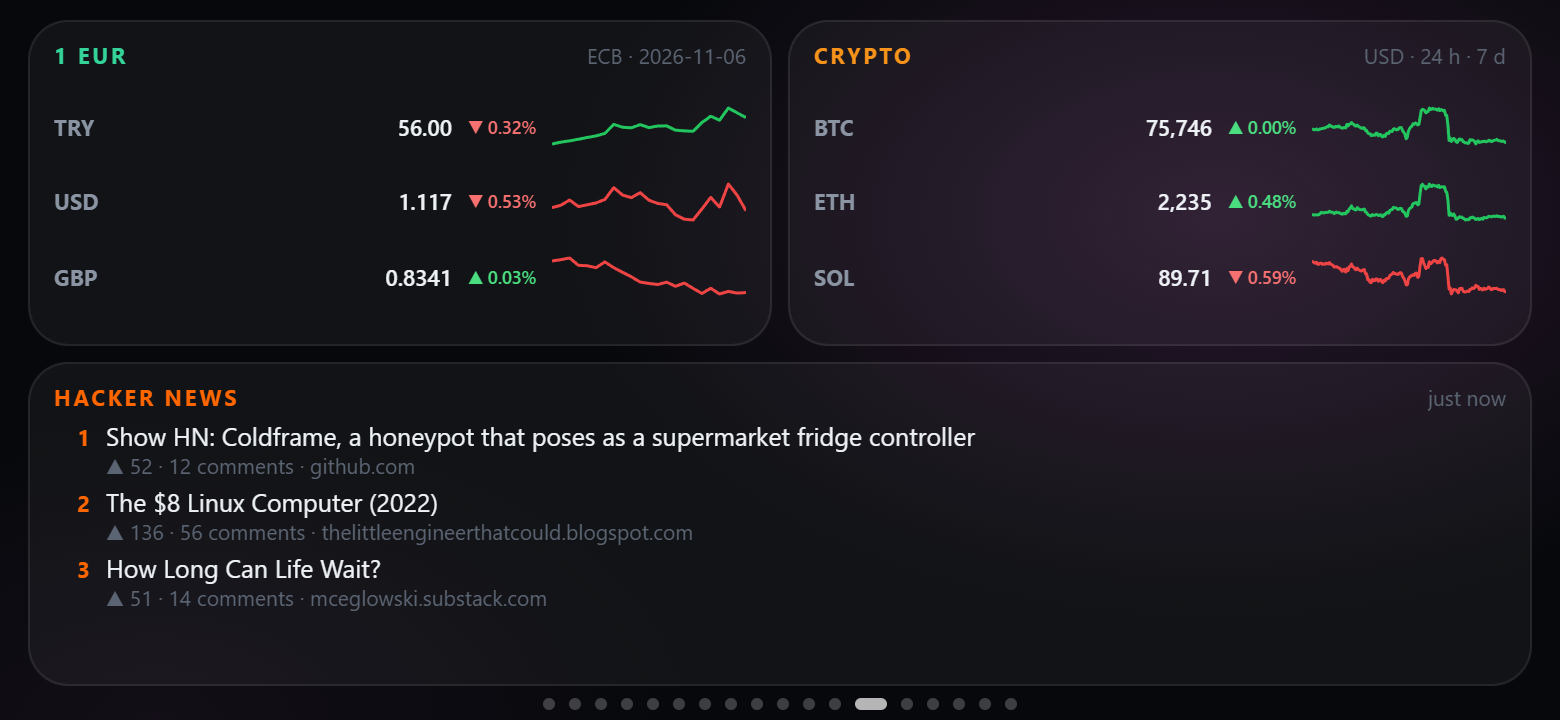 1 EUR
ECB · 2026-11-06
TRY 56.00 ▼ 0.32%
USD 1.117 ▼ 0.53%
GBP 0.8341 ▲ 0.03%
CRYPTO
USD · 24 h · 7 d
BTC 75,746 ▲ 0.00%
ETH 2,235 ▲ 0.48%
SOL 89.71 ▼ 0.59%
HACKER NEWS
just now
1 Show HN: Coldframe, a honeypot that poses as a supermarket fridge controller
▲ 52 · 12 comments · github.com
2 The $8 Linux Computer (2022)
▲ 136 · 56 comments · thelittleengineerthatcould.blogspot.com
3 How Long Can Life Wait?
▲ 51 · 14 comments · mceglowski.substack.com